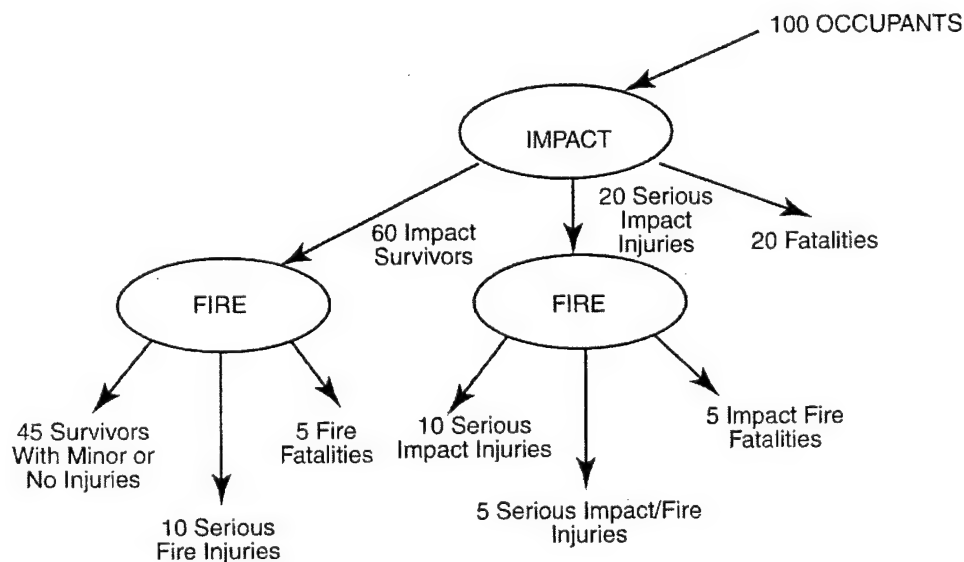 100 OCCUPANTS
IMPACT
60 Impact
Survivors
20 Serious
Impact
Injuries
20 Fatalities
FIRE
FIRE
45 Survivors
With Minor or
No Injuries
10 Serious
Fire Injuries
5 Fire
Fatalities
10 Serious
Impact Injuries
5 Serious Impact/Fire
Injuries
5 Impact Fire
Fatalities